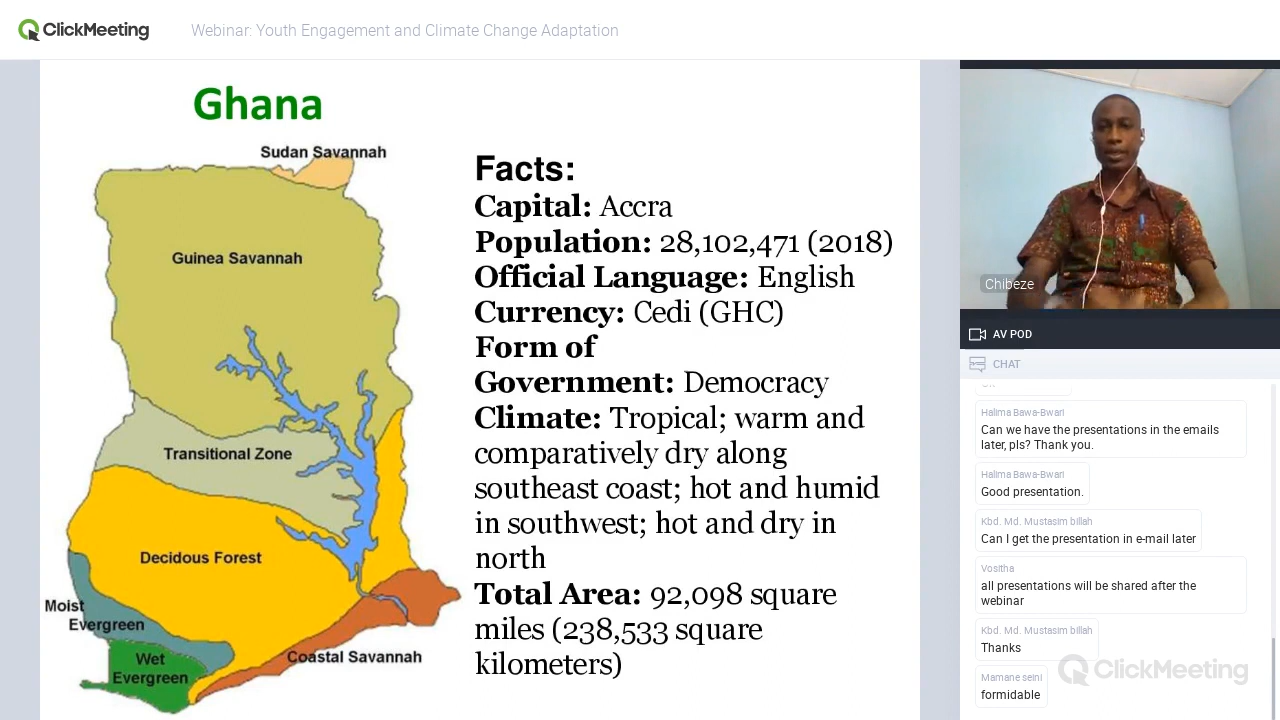 ClickMeeting
Webinar: Youth Engagement and Climate Change Adaptation
Ghana
Sudan Savannah
Guinea Savannah
Transitional Zone
Decidous Forest
Moist
Evergreen
Wet
Evergreen
Coastal Savannah
Facts:
Capital: Accra
Population: 28,102,471 (2018)
Official Language: English
Currency: Cedi (GHC)
Form of
Government: Democracy
Climate: Tropical; warm and
comparatively dry along
southeast coast; hot and humid
in southwest; hot and dry in
north
Total Area: 92,098 square
miles (238,533 square
kilometers)
Chibeze
AV POD
CHAT
Halima Bawa-Bwari
Can we have the presentations in the emails
later, pls? Thank you.
Halima Bawa-Bwari
Good presentation.
Kbd. Md. Mustasim billah
Can I get the presentation in e-mail later
Vositha
all presentations will be shared after the
webinar
Kbd. Md. Mustasim billah
Thanks
Mamane seini
formidable
ClickMeeting